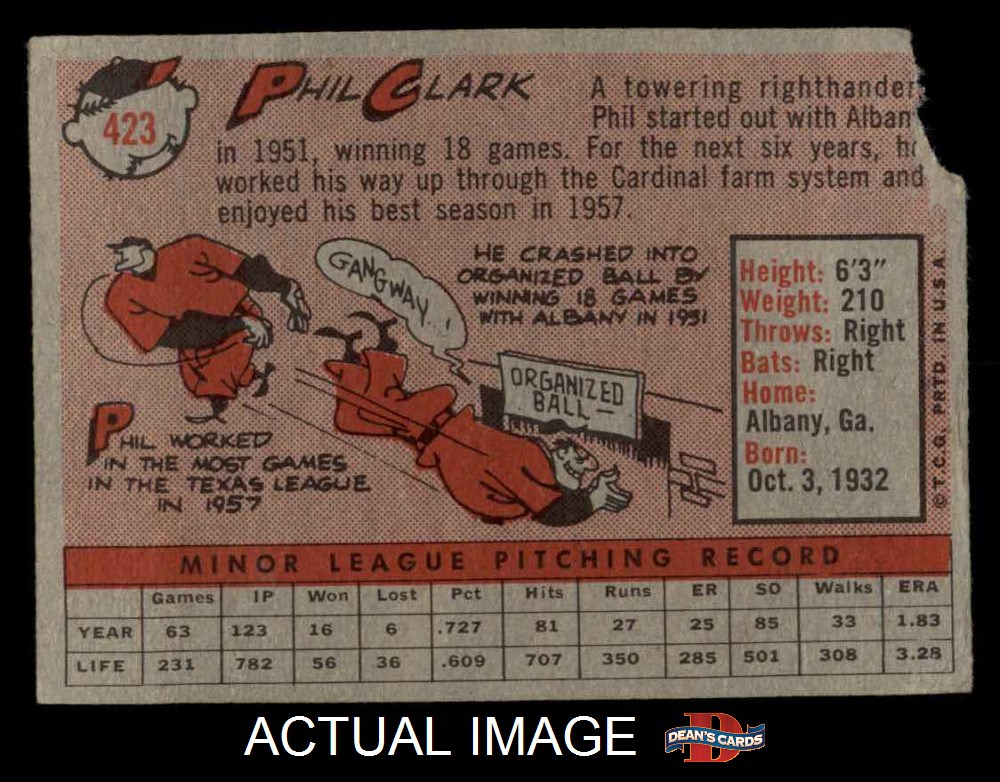 423
PHIL CLARK
A towering righthander
Phil started out with Alban
in 1951, winning 18 games. For the next six years, h
worked his way up through the Cardinal farm system and
enjoyed his best season in 1957.
GANGWAY..!
HE CRASHED INTO
ORGANIZED BALL BY
WINNING 18 GAMES
WITH ALBANY IN 1951
ORGANIZED
BALL—
PHIL WORKED
IN THE MOST GAMES
IN THE TEXAS LEAGUE
IN 1957
Height: 6'3"
Weight: 210
Throws: Right
Bats: Right
Home:
Albany, Ga.
Born:
Oct. 3, 1932
© T.C.G. PRTD. IN U.S.A.
MINOR LEAGUE PITCHING RECORD
Games IP Won Lost Pct Hits Runs ER SO Walks ERA
YEAR 63 123 16 6 .727 81 27 25 85 33 1.83
LIFE 231 782 56 36 .609 707 350 285 501 308 3.28
ACTUAL IMAGE
D
DEAN'S CARDS